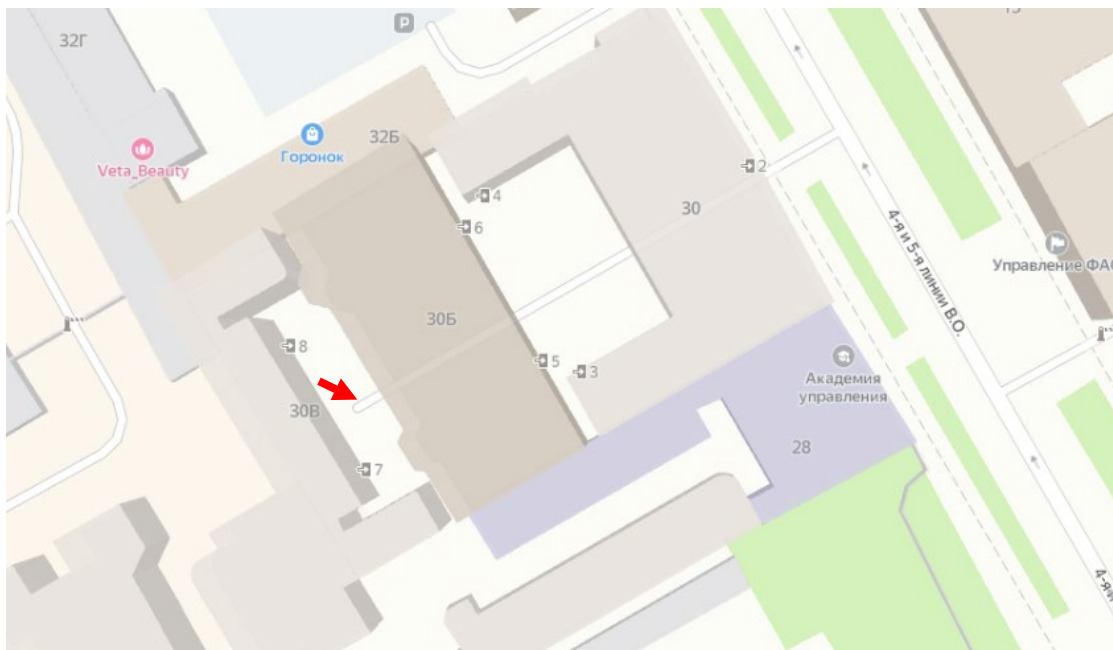 32Г
P
Veta_Beauty
Горонок
32Б
2
4
30
6
4-я и 5-я линии В.О.
Управление ФАС
30Б
8
5
3
Академия
управления
30В
28
7